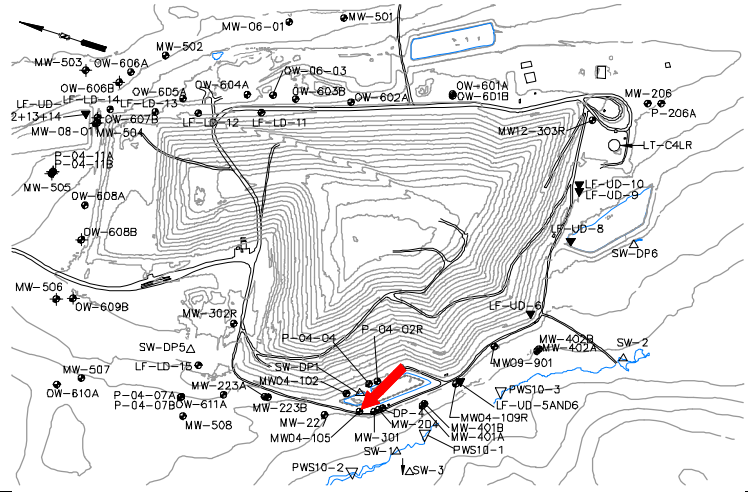 MW-501
MW-06-01
MW-502
MW-503
OW-606A
OW-606B
OW-605A
OW-604A
OW-06-03
OW-603B
OW-602A
OW-601A
OW-601B
MW-206
P-206A
LF-UD-
2+13+14
LF-LD-14
LF-LD-13
OW-607B
MW-08-01
MW-504
LF-LD-12
LF-LD-11
MW12-303R
LT-C4LR
P-04-11A
P-04-11B
MW-505
OW-608A
LF-UD-10
LF-UD-9
OW-608B
LF-UD-8
SW-DP6
MW-506
OW-609B
MW-302R
LF-UD-6
P-04-04
P-04-02R
SW-DP5
MW-402B
MW-402A
SW-2
LF-LD-15
SW-DP1
MW09-901
MW-507
MW-223A
MW04-102
OW-610A
P-04-07A
P-04-07B
OW-611A
MW-223B
PWS10-3
LF-UD-5AND6
MW-508
MW-227
DP-4
MW-204
MW04-109R
MW04-105
MW-301
MW-401B
MW-401A
SW-1
PWS10-1
PWS10-2
SW-3